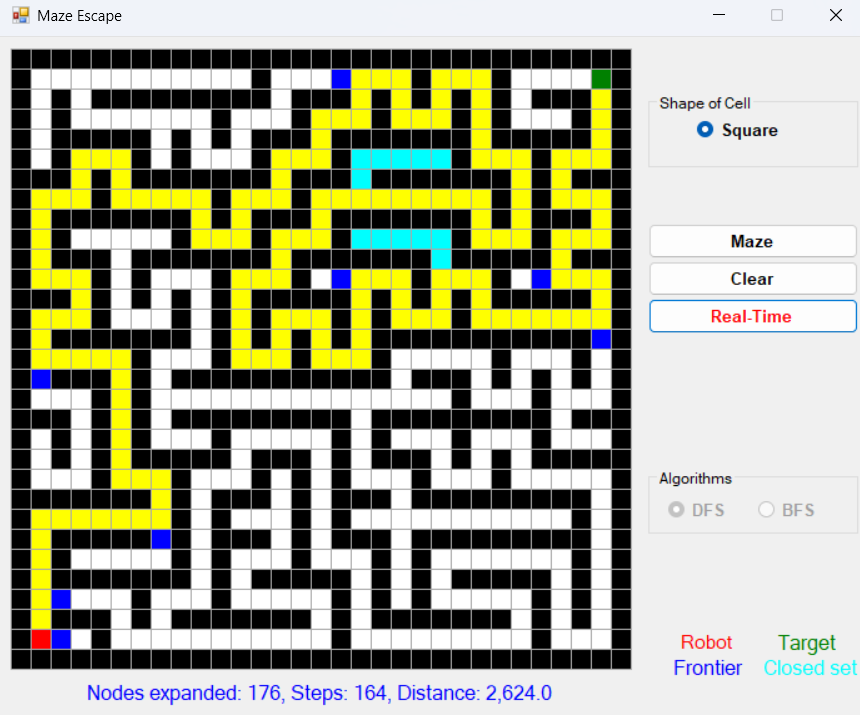 Maze Escape
Shape of Cell
Square
Maze
Clear
Real-Time
Algorithms
DFS BFS
Robot Target
Frontier Closed set
Nodes expanded: 176, Steps: 164, Distance: 2,624.0